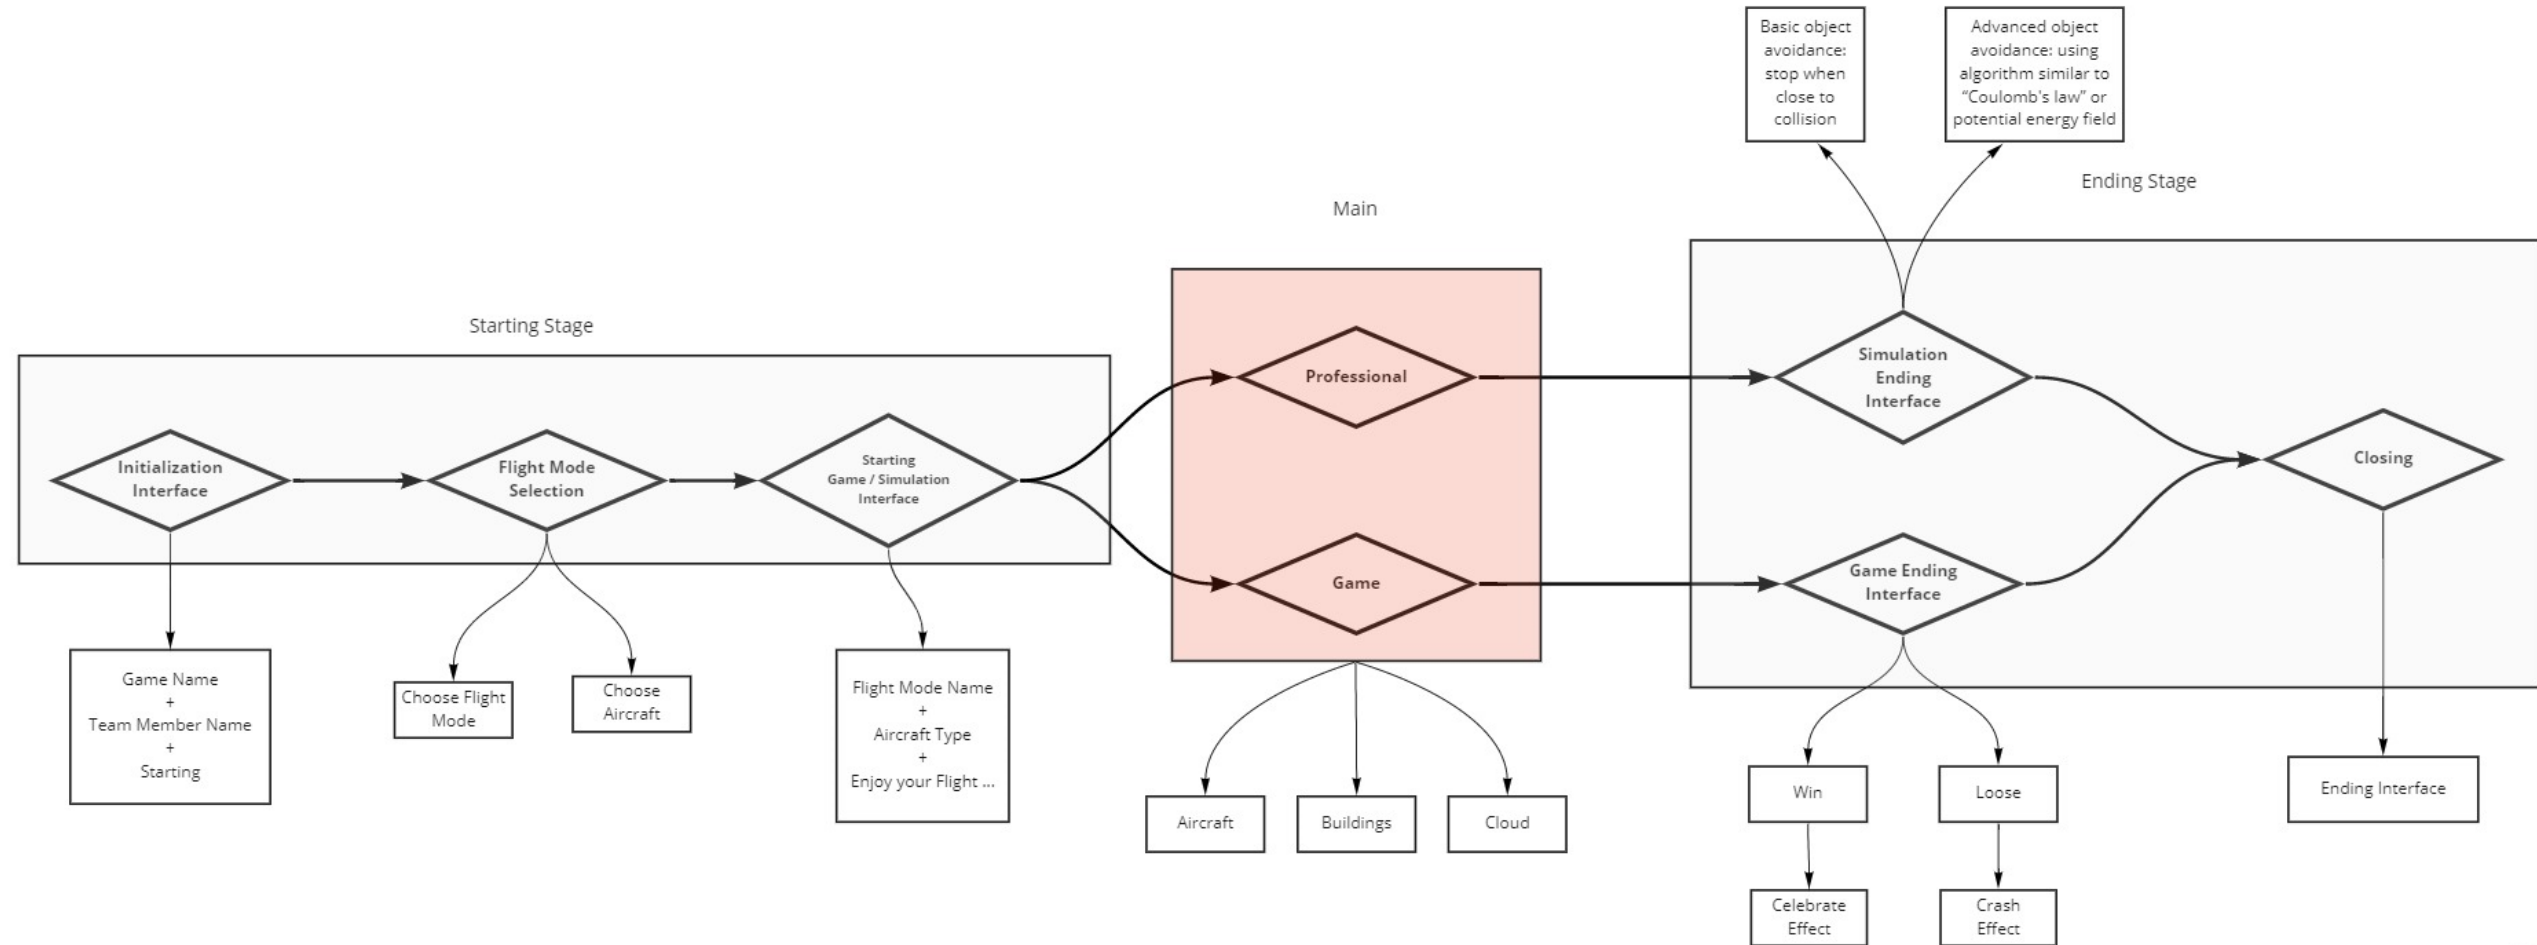 Basic object
avoidance:
stop when
close to
collision
Advanced object
avoidance: using
algorithm similar to
“Coulomb's law” or
potential energy field
Ending Stage
Main
Starting Stage
Initialization
Interface
Flight Mode
Selection
Starting
Game / Simulation
Interface
Professional
Game
Simulation
Ending
Interface
Game Ending
Interface
Closing
Game Name
+
Team Member Name
+
Starting
Choose Flight
Mode
Choose
Aircraft
Flight Mode Name
+
Aircraft Type
+
Enjoy your Flight ...
Aircraft
Buildings
Cloud
Win
Loose
Ending Interface
Celebrate
Effect
Crash
Effect